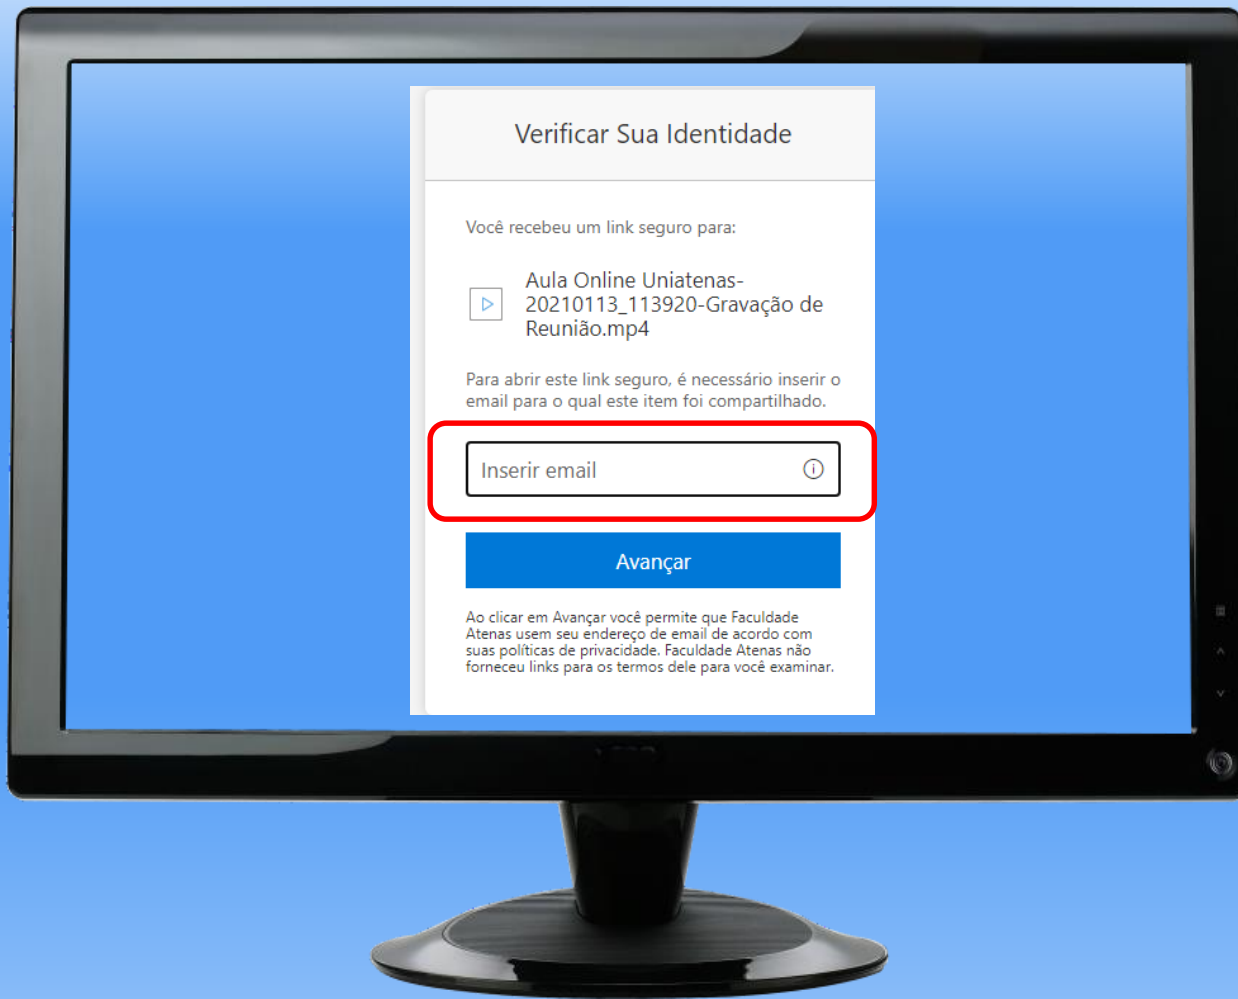 Verificar Sua Identidade
Você recebeu um link seguro para:
Aula Online Uniatenas-
20210113_113920-Gravação de
Reunião.mp4
Para abrir este link seguro, é necessário inserir o
email para o qual este item foi compartilhado.
Inserir email
Avançar
Ao clicar em Avançar você permite que Faculdade
Atenas usem seu endereço de email de acordo com
suas políticas de privacidade. Faculdade Atenas não
forneceu links para os termos dele para você examinar.